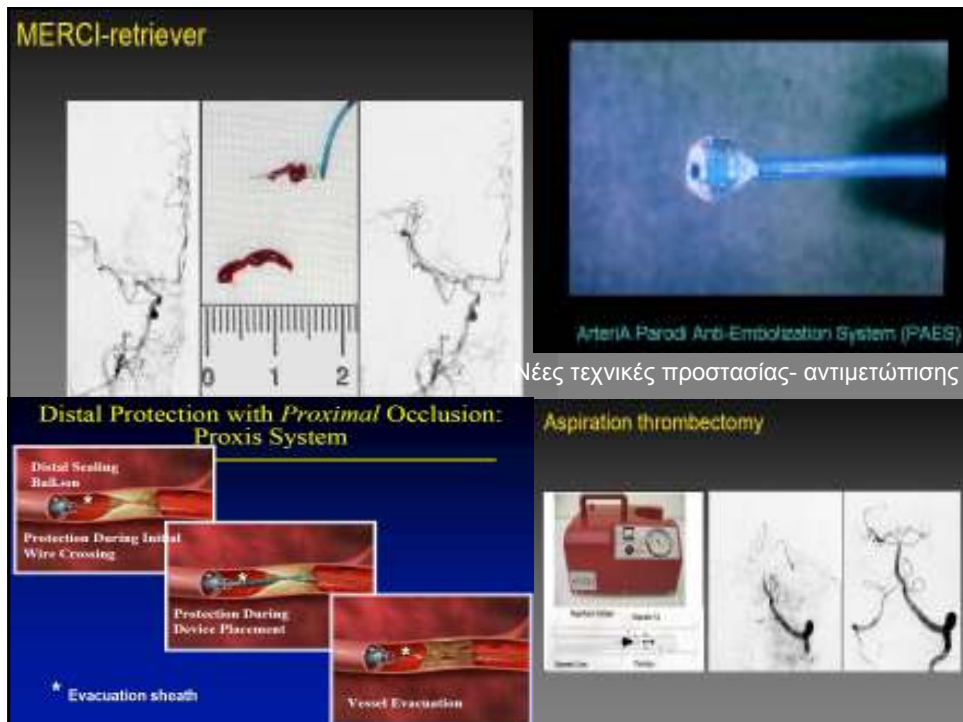 MERCI-retriever
0 1 2
ArteriA Parodi Anti-Embolization System (PAES)
Νέες τεχνικές προστασίας- αντιμετώπισης
Distal Protection with Proximal Occlusion:
Proxis System
Distal Sealing
Balloon
*
Protection During Initial
Wire Crossing
*
Protection During
Device Placement
*
Vessel Evacuation
* Evacuation sheath
Aspiration thrombectomy